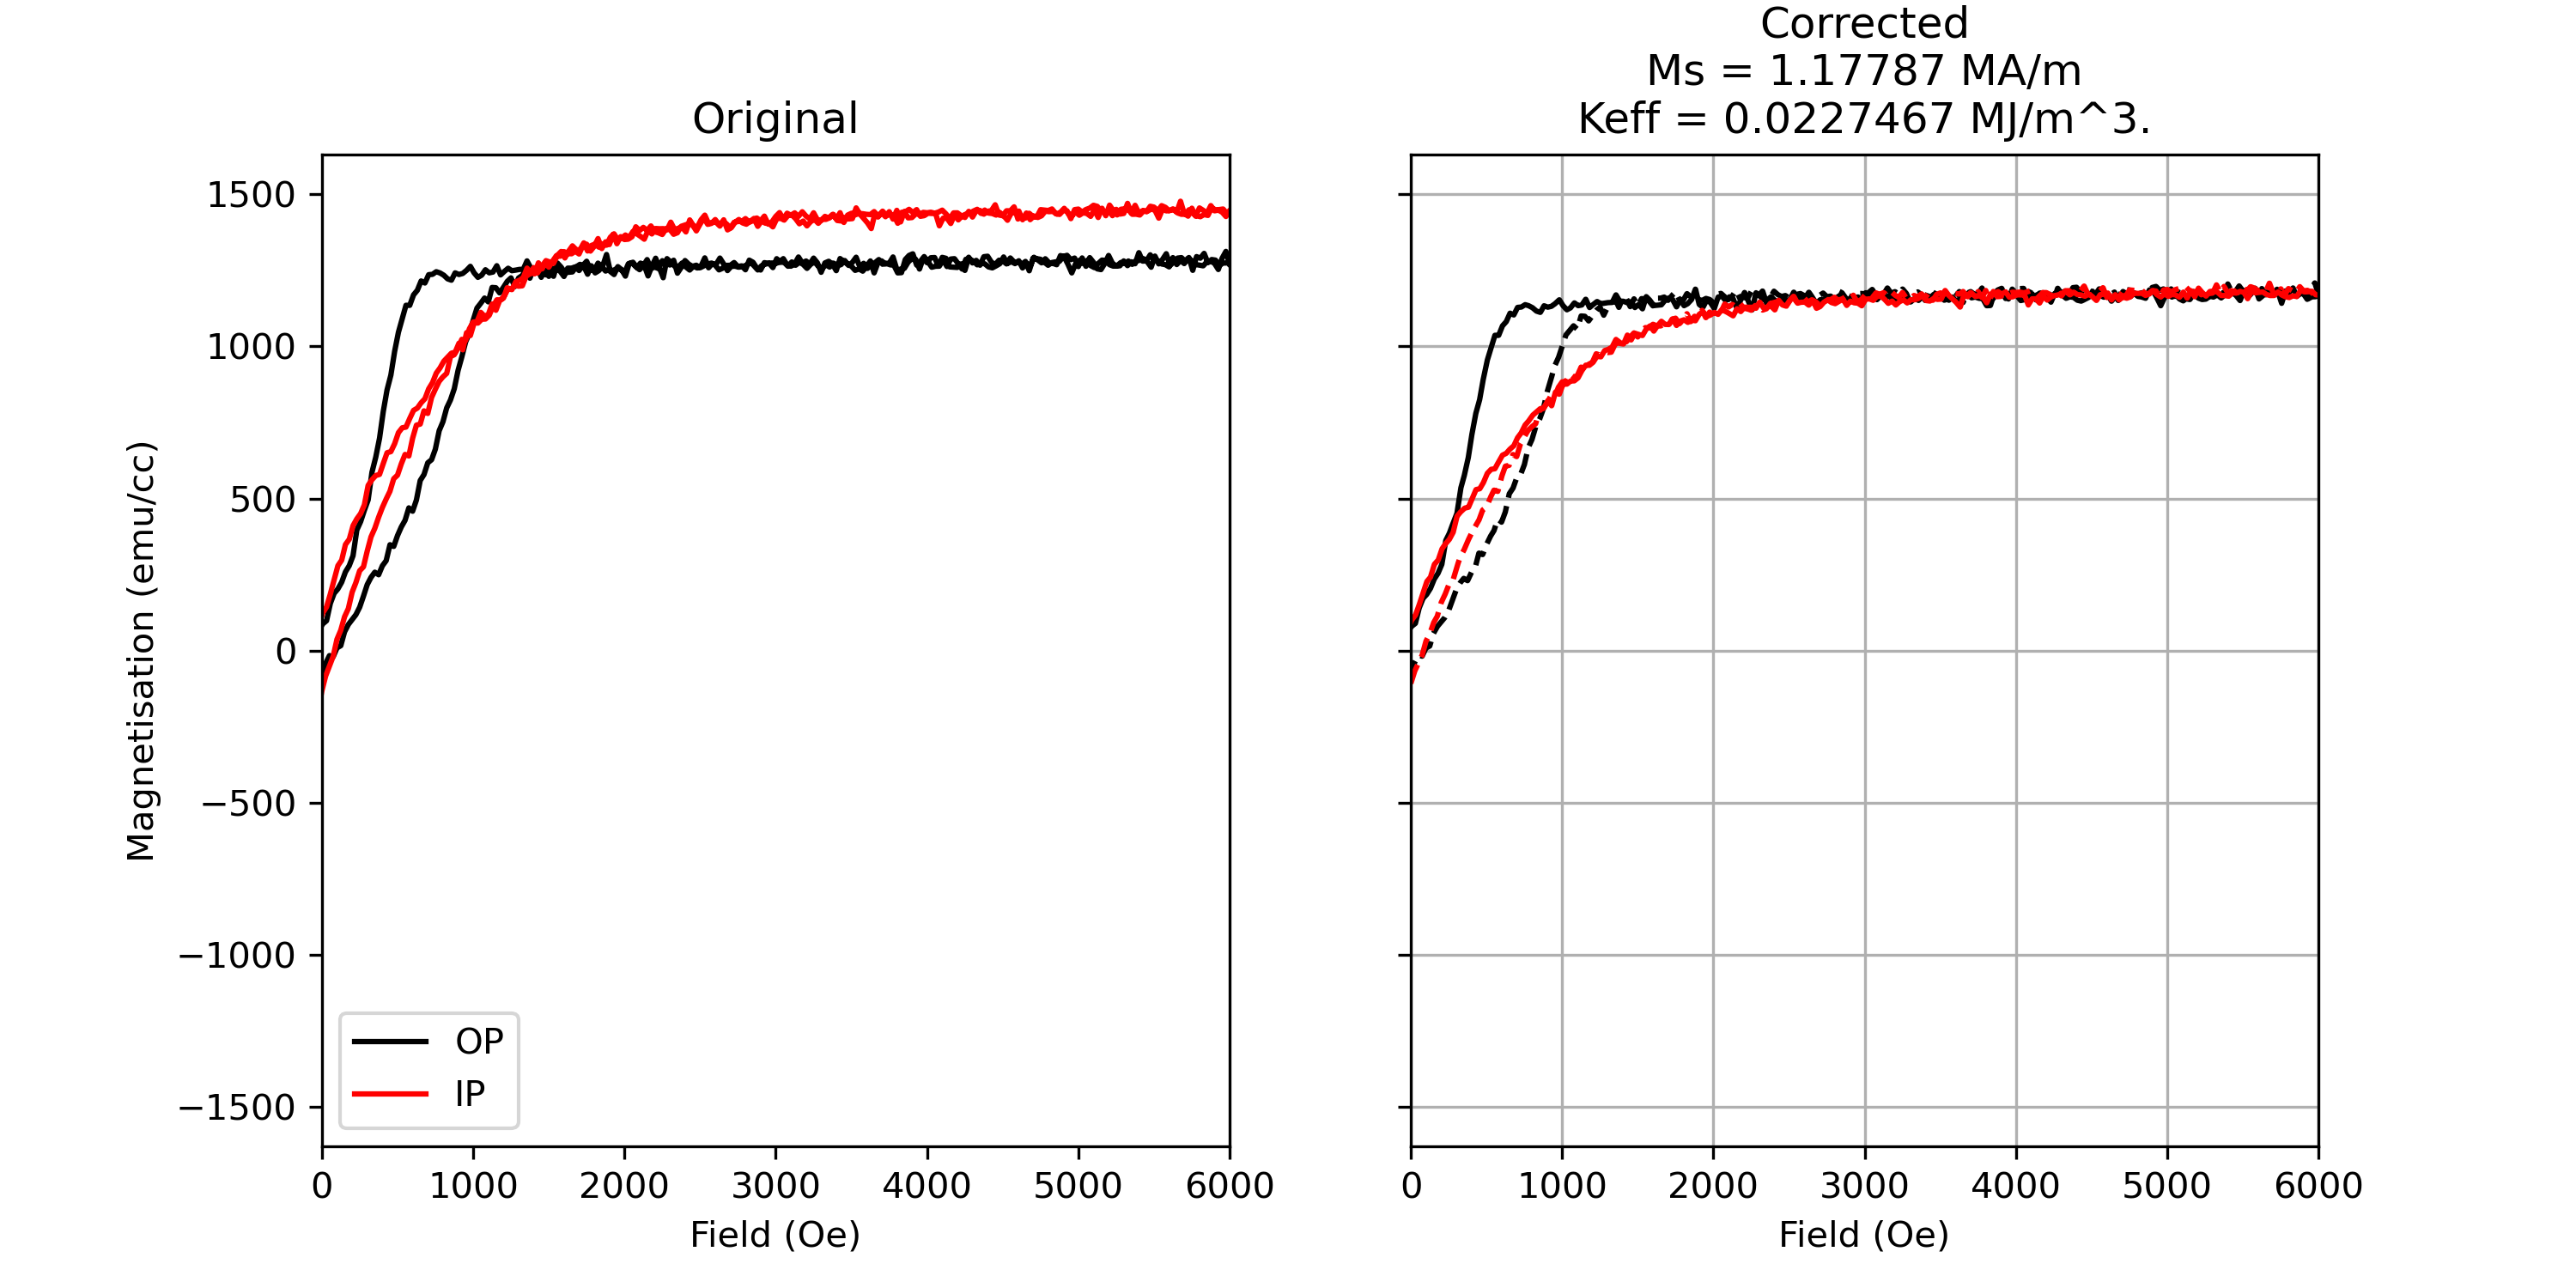 Original
Corrected
Ms = 1.17787 MA/m
Keff = 0.0227467 MJ/m^3.
Magnetisation (emu/cc)
1500
1000
500
0
−500
−1000
−1500
OP
IP
0 1000 2000 3000 4000 5000 6000
Field (Oe)
0 1000 2000 3000 4000 5000 6000
Field (Oe)